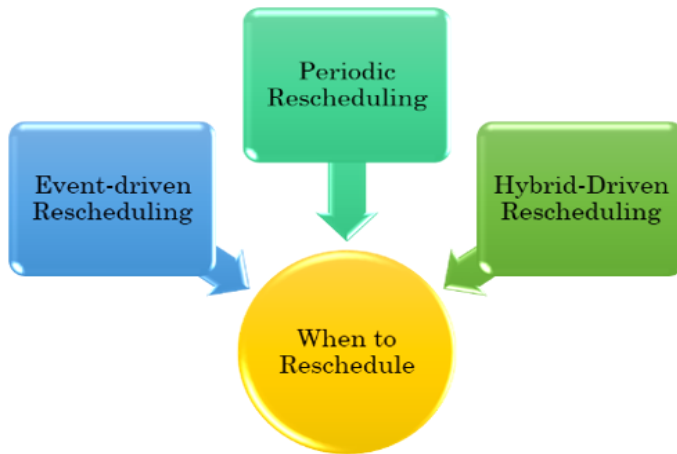 Periodic
Rescheduling
Event-driven
Rescheduling
Hybrid-Driven
Rescheduling
When to
Reschedule